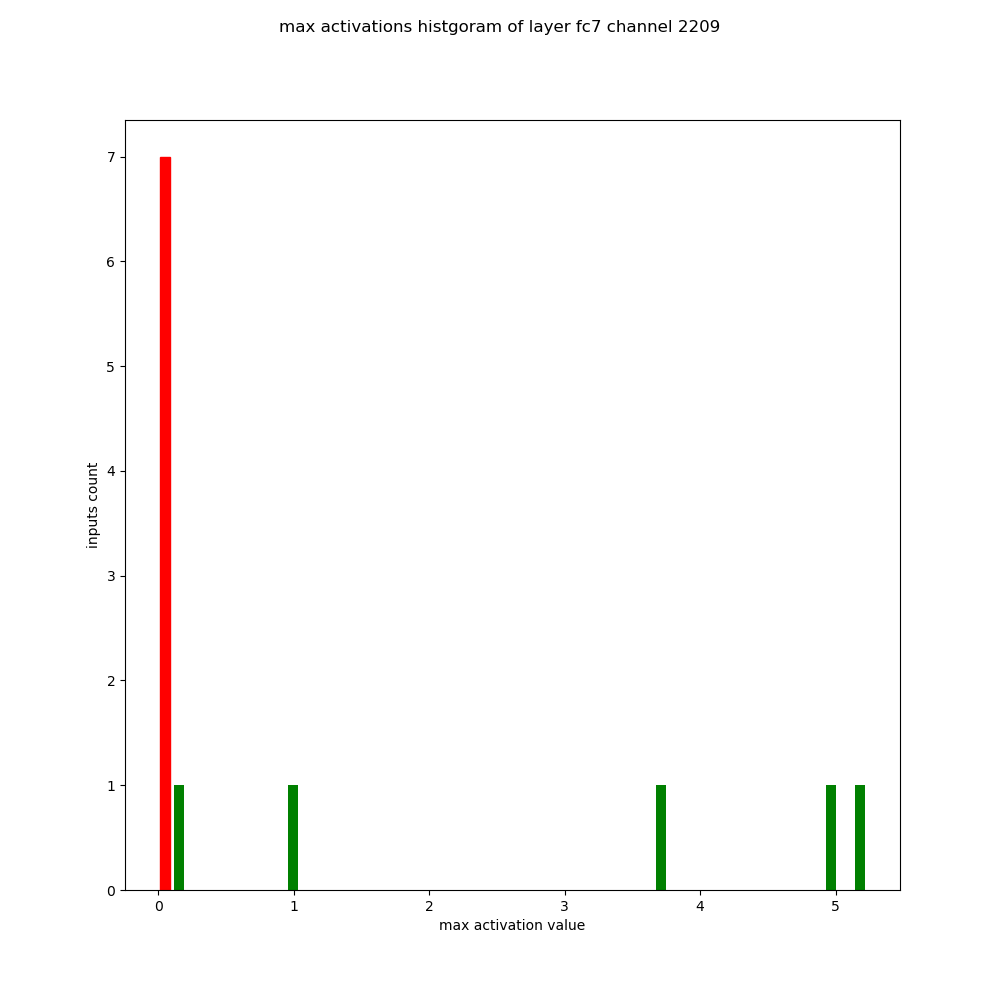 max activations histgoram of layer fc7 channel 2209
7
6
5
4
3
2
1
0
inputs count
0 1 2 3 4 5
max activation value